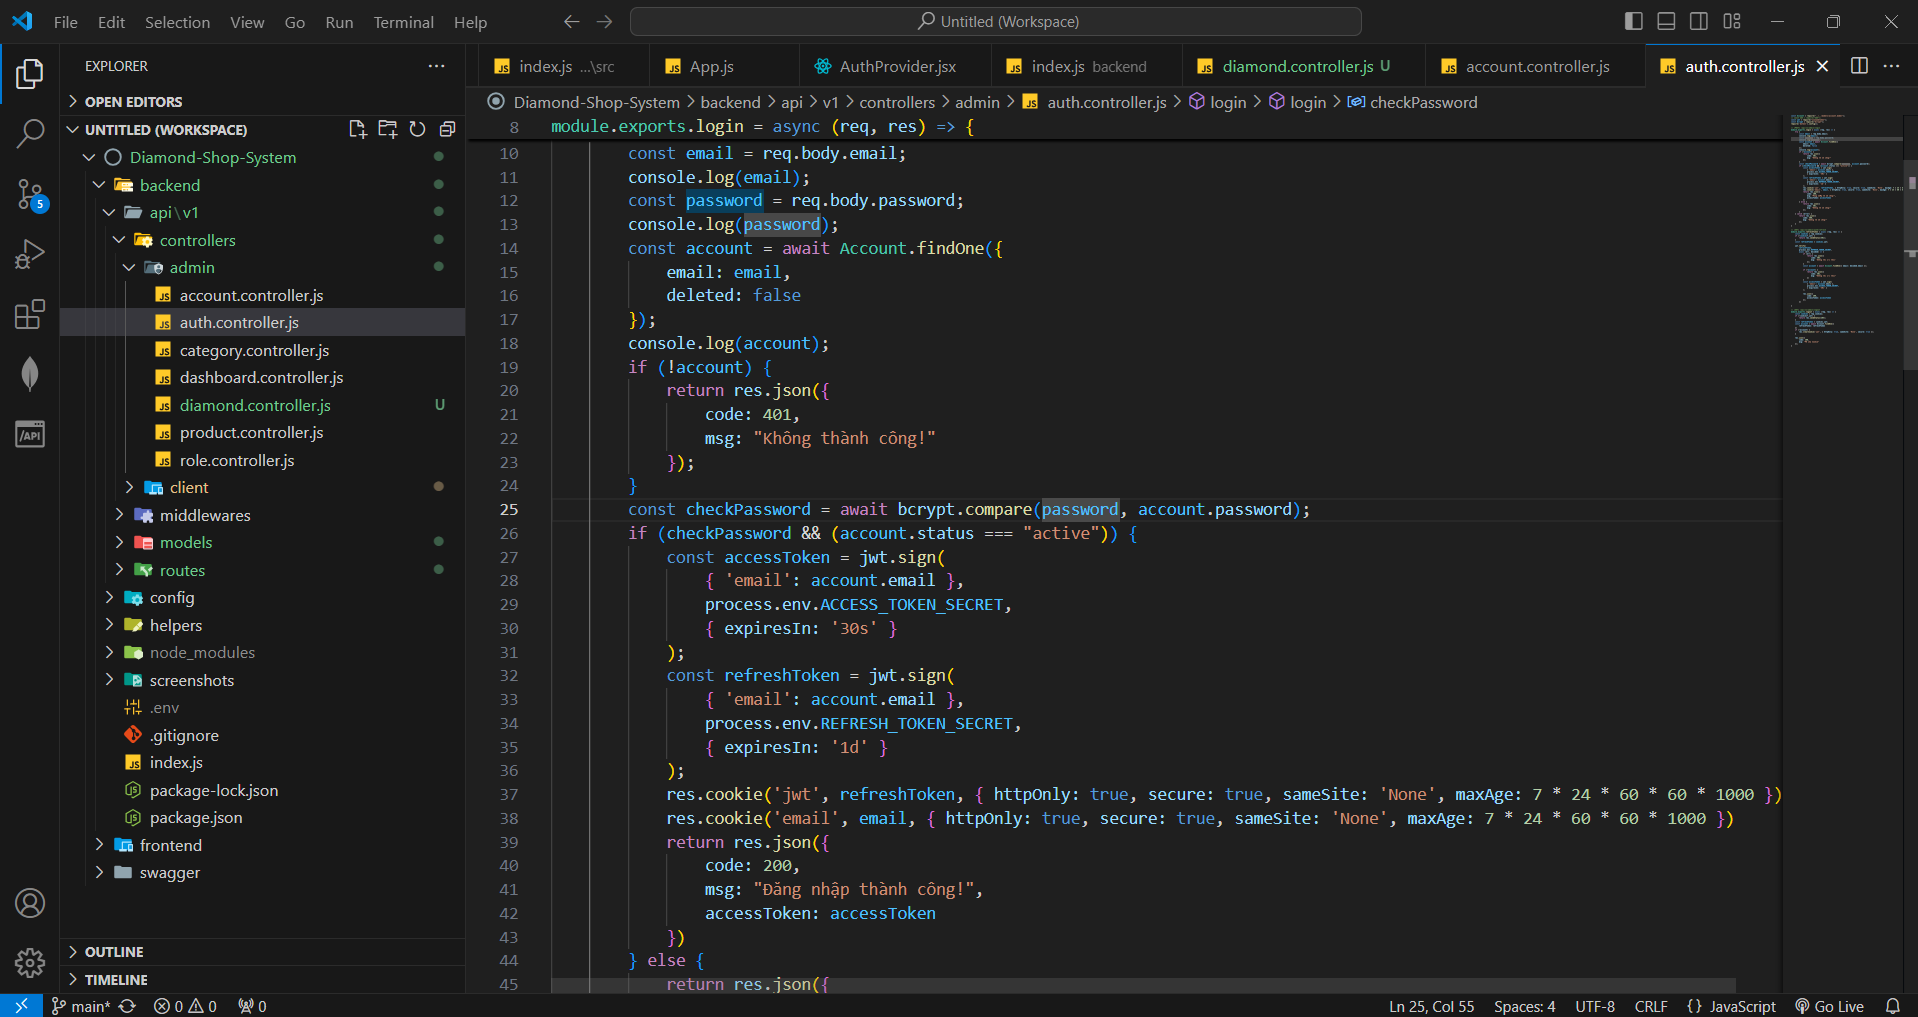 File Edit Selection View Go Run Terminal Help
Untitled (Workspace)
EXPLORER
OPEN EDITORS
UNTITLED (WORKSPACE)
Diamond-Shop-System
backend
api\v1
controllers
admin
account.controller.js
auth.controller.js
category.controller.js
dashboard.controller.js
diamond.controller.js U
product.controller.js
role.controller.js
client
middlewares
models
routes
config
helpers
node_modules
screenshots
.env
.gitignore
index.js
package-lock.json
package.json
frontend
swagger
OUTLINE
TIMELINE
5
/API
index.js ...\src App.js AuthProvider.jsx index.js backend diamond.controller.js U account.controller.js auth.controller.js
Diamond-Shop-System > backend > api > v1 > controllers > admin > auth.controller.js > login > login > checkPassword
8 module.exports.login = async (req, res) => {
10 const email = req.body.email;
11 console.log(email);
12 const password = req.body.password;
13 console.log(password);
14 const account = await Account.findOne({
15 email: email,
16 deleted: false
17 });
18 console.log(account);
19 if (!account) {
20 return res.json({
21 code: 401,
22 msg: "Không thành công!"
23 });
24 }
25 const checkPassword = await bcrypt.compare(password, account.password);
26 if (checkPassword && (account.status === "active")) {
27 const accessToken = jwt.sign(
28 { 'email': account.email },
29 process.env.ACCESS_TOKEN_SECRET,
30 { expiresIn: '30s' }
31 );
32 const refreshToken = jwt.sign(
33 { 'email': account.email },
34 process.env.REFRESH_TOKEN_SECRET,
35 { expiresIn: '1d' }
36 );
37 res.cookie('jwt', refreshToken, { httpOnly: true, secure: true, sameSite: 'None', maxAge: 7 * 24 * 60 * 60 * 1000 })
38 res.cookie('email', email, { httpOnly: true, secure: true, sameSite: 'None', maxAge: 7 * 24 * 60 * 60 * 1000 })
39 return res.json({
40 code: 200,
41 msg: "Đăng nhập thành công!",
42 accessToken: accessToken
43 })
44 } else {
45 return res.json({
main* 0 0 0 Ln 25, Col 55 Spaces: 4 UTF-8 CRLF {} JavaScript Go Live